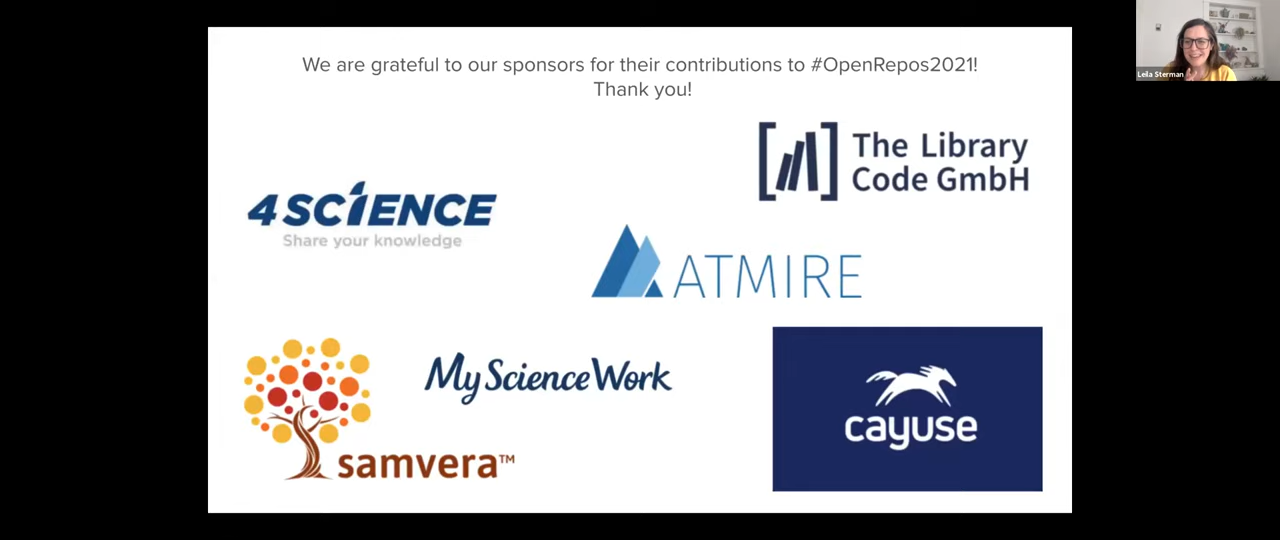 We are grateful to our sponsors for their contributions to #OpenRepos2021!
Thank you!
Leila Sterman
The Library
Code GmbH
4SCIENCE
Share your knowledge
ATMIRE
MyScienceWork
cayuse
samvera™